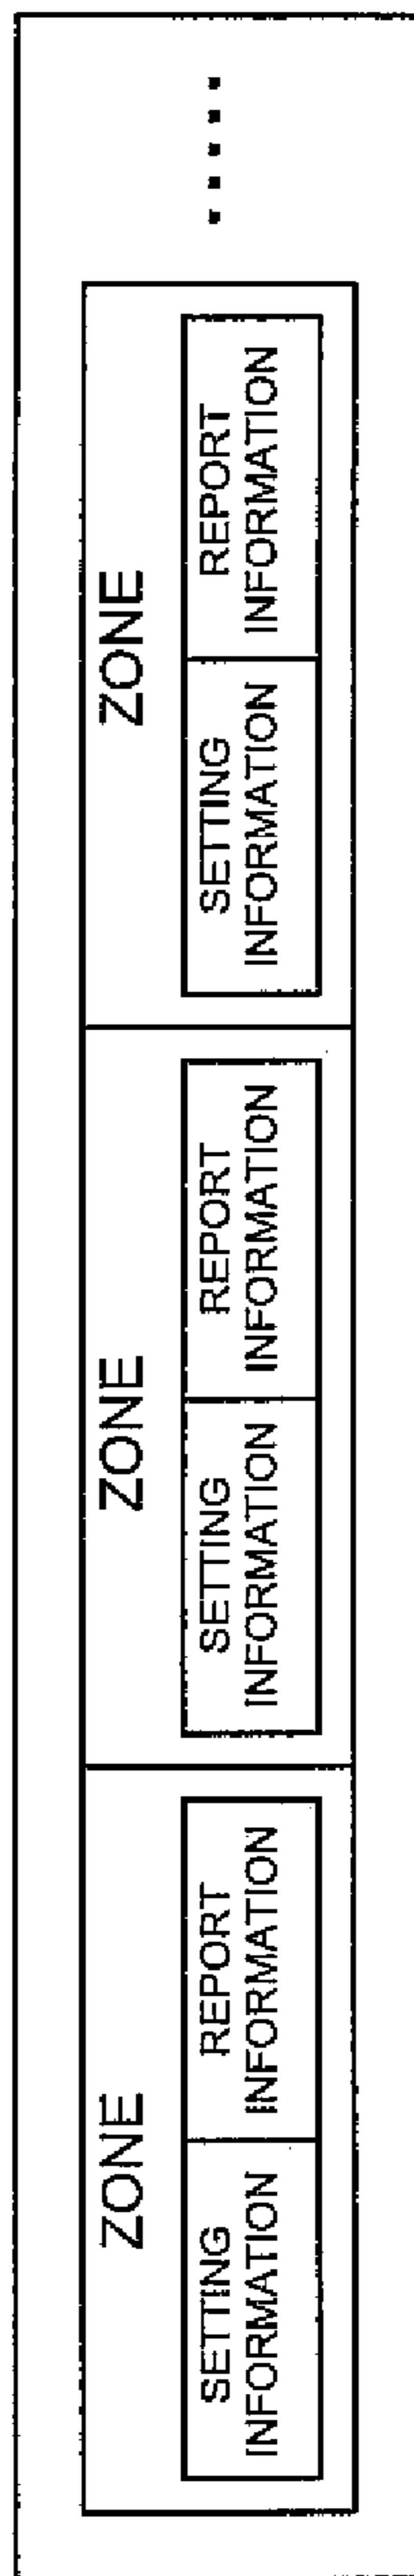 ZONE
SETTING
INFORMATION
REPORT
INFORMATION
ZONE
SETTING
INFORMATION
REPORT
INFORMATION
ZONE
SETTING
INFORMATION
REPORT
INFORMATION
.....